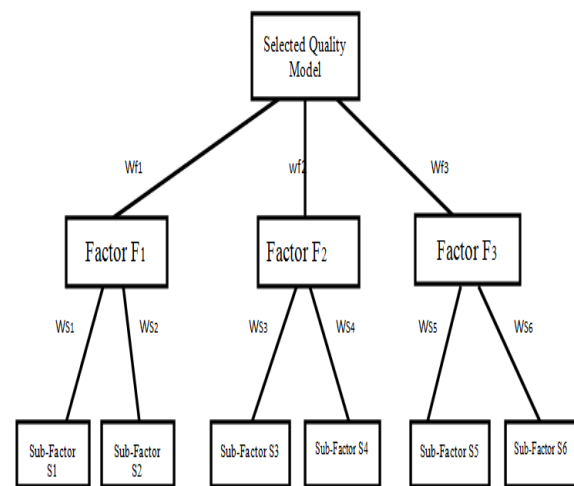 Selected Quality
Model
Wf1
wf2
Wf3
Factor F1
Factor F2
Factor F3
WS1
WS2
WS3
WS4
WS5
WS6
Sub-Factor
S1
Sub-Factor
S2
Sub-Factor S3
Sub-Factor S4
Sub-Factor S5
Sub-Factor S6